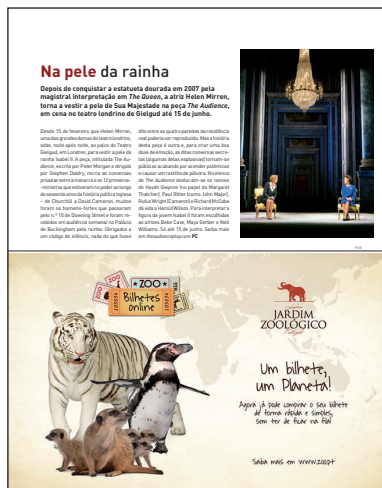 Na pele da rainha
Depois de conquistar a estatueta dourada em 2007 pela
magistral interpretação em The Queen, a atriz Helen Mirren,
torna a vestir a pele de Sua Majestade na peça The Audience,
em cena no teatro londrino de Gielgud até 15 de junho.
Desde 15 de fevereiro que Helen Mirren,
uma das grandes damas do teatro londrino,
sobe, noite após noite, ao palco do Teatro
Gielgud, em Londres, para vestir a pele da
rainha Isabel II. A peça, intitulada The Au-
dience, escrita por Peter Morgan e dirigida
por Stephen Daldry, recria as conversas
privadas entre a monarca e os 12 primeiros-
-ministros que estiveram no poder ao longo
de sessenta anos da história política inglesa
– de Churchill a David Cameron, muitos
foram os homens-fortes que passaram
pelo n.º 10 de Downing Street e foram re-
cebidos em audiência semanal no Palácio
de Buckingham pela rainha. Obrigados a
um código de silêncio, nada do que fosse
dito entre as quatro paredes da residência
real poderia ser reproduzido. Mas a história
desta peça é outra e, para criar uma boa
dose de emoção, as ditas conversas secre-
tas (algumas delas explosivas) tornam-se
públicas acabando por acender polémicas
e causar um rastilho de pólvora. No elenco
de The Audience destacam-se os nomes
de Haydn Gwynne (no papel de Margaret
Thatcher), Paul Ritter (como John Major),
Rufus Wright (Cameron) e Richard McCabe
dá vida a Harold Wilson. Para interpretar a
figura da jovem Isabel II foram escolhidas
as atrizes Bebe Cave, Maya Gerber e Nell
Williams. Só até 15 de junho. Saiba mais
em theaudienceplay.com PC
ZOO
Bilhetes
Online
JARDIM
ZOOLÓGICO
Um bilhete,
um Planeta!
Agora já pode comprar o seu bilhete
de forma rápida e simples,
sem ter de ficar na fila!
Saiba mais em www.zoo.pt